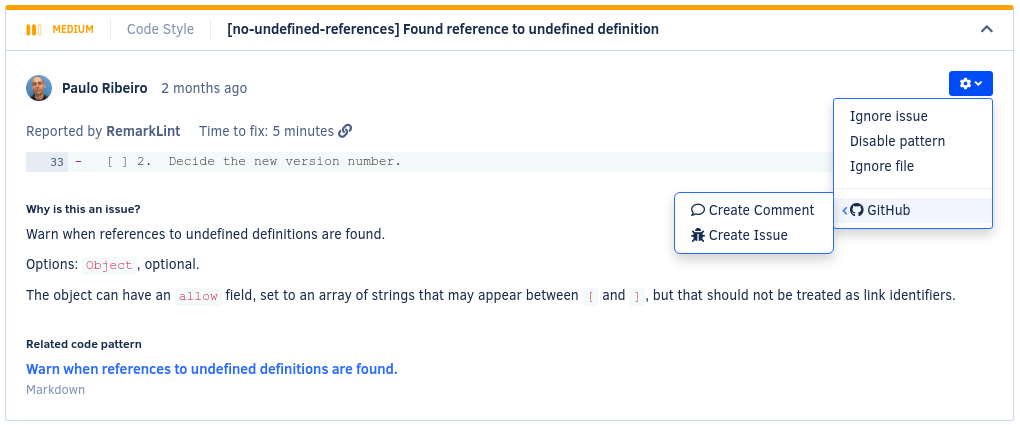 MEDIUM Code Style [no-undefined-references] Found reference to undefined definition
Paulo Ribeiro 2 months ago
Ignore issue
Disable pattern
Ignore file
GitHub
Create Comment
Create Issue
Reported by RemarkLint Time to fix: 5 minutes
33 - [ ] 2. Decide the new version number.
Why is this an issue?
Warn when references to undefined definitions are found.
Options: Object, optional.
The object can have an allow field, set to an array of strings that may appear between [ and ], but that should not be treated as link identifiers.
Related code pattern
Warn when references to undefined definitions are found.
Markdown